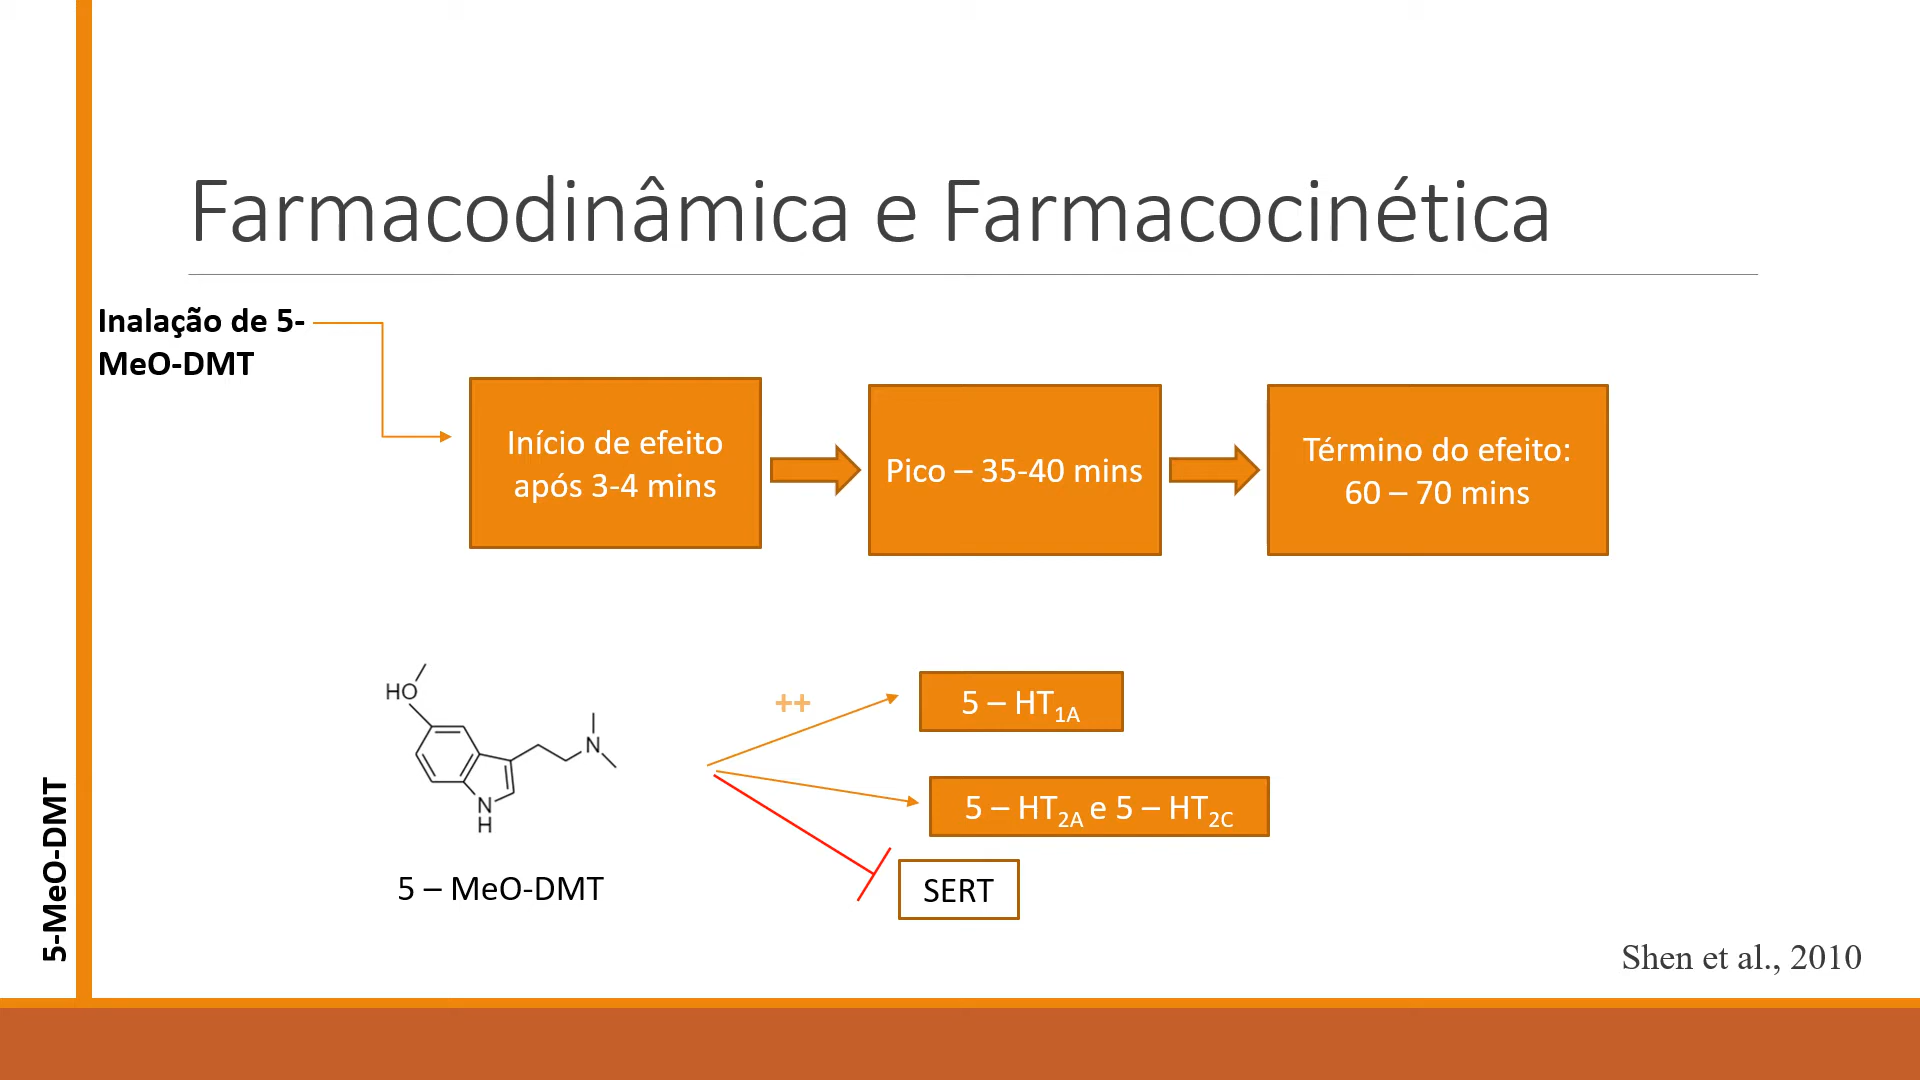 Farmacodinâmica e Farmacocinética
Inalação de 5-
MeO-DMT
Início de efeito
após 3-4 mins
Pico – 35-40 mins
Término do efeito:
60 – 70 mins
HO
N
N
H
5 – MeO-DMT
++
5 – HT1A
5 – HT2A e 5 – HT2C
SERT
5-MeO-DMT
Shen et al., 2010